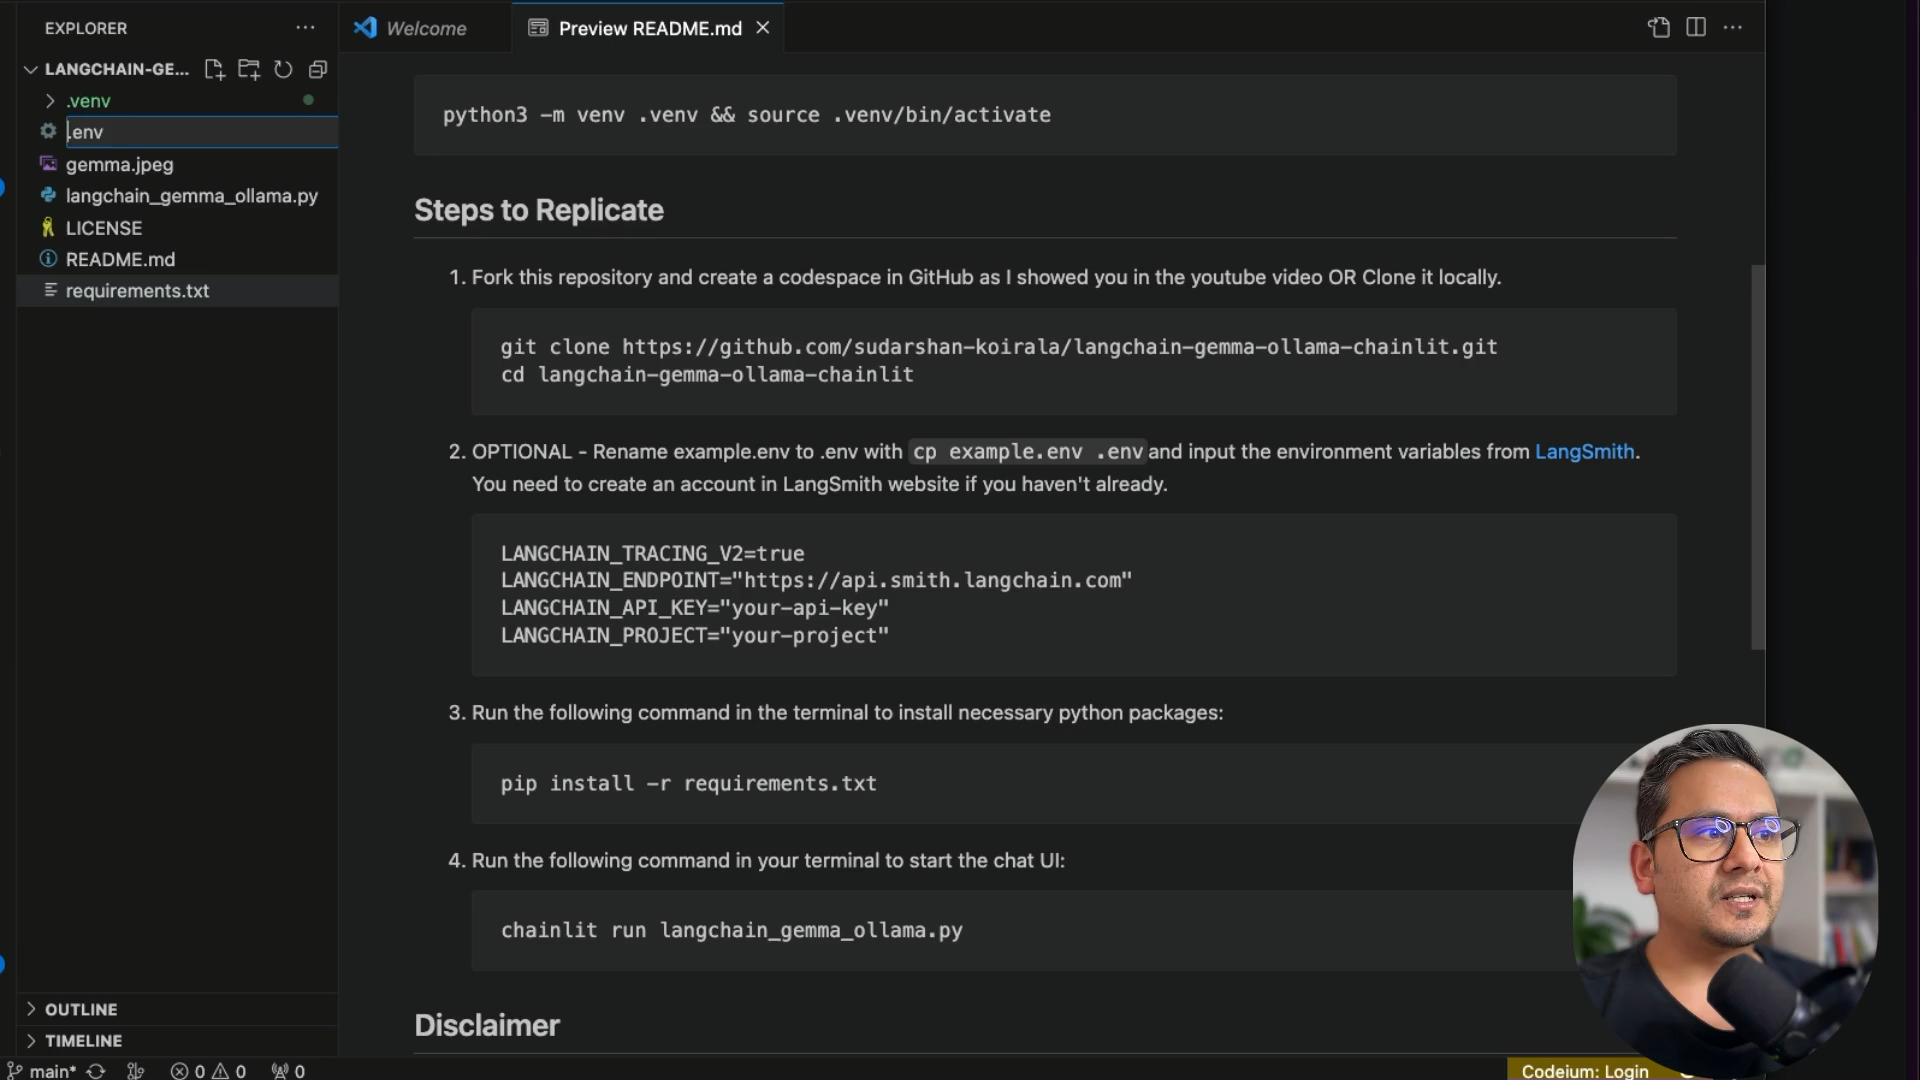 EXPLORER
Welcome
Preview README.md
LANGCHAIN-GE...
.venv
.env
gemma.jpeg
langchain_gemma_ollama.py
LICENSE
README.md
requirements.txt
python3 -m venv .venv && source .venv/bin/activate
Steps to Replicate
1. Fork this repository and create a codespace in GitHub as I showed you in the youtube video OR Clone it locally.
git clone https://github.com/sudarshan-koirala/langchain-gemma-ollama-chainlit.git
cd langchain-gemma-ollama-chainlit
2. OPTIONAL - Rename example.env to .env with cp example.env .env and input the environment variables from LangSmith.
You need to create an account in LangSmith website if you haven't already.
LANGCHAIN_TRACING_V2=true
LANGCHAIN_ENDPOINT="https://api.smith.langchain.com"
LANGCHAIN_API_KEY="your-api-key"
LANGCHAIN_PROJECT="your-project"
3. Run the following command in the terminal to install necessary python packages:
pip install -r requirements.txt
4. Run the following command in your terminal to start the chat UI:
chainlit run langchain_gemma_ollama.py
Disclaimer
OUTLINE
TIMELINE
main* 0 0 0
Codeium: Login